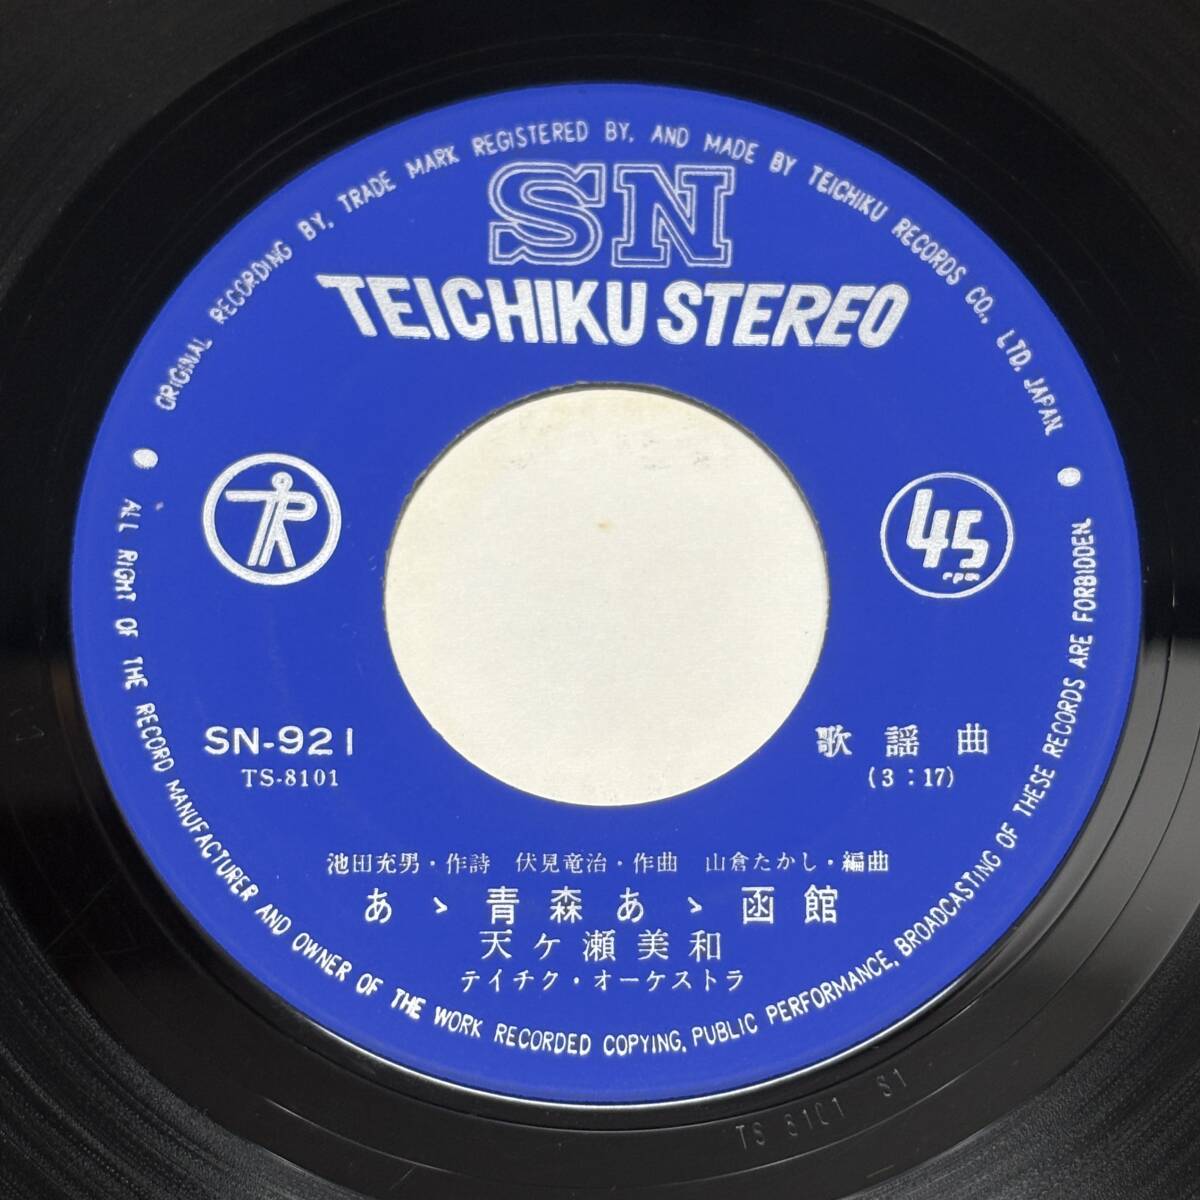 ORIGINAL RECORDING BY, TRADE MARK REGISTERED BY, AND MADE BY TEICHIKU RECORDS CO., LTD. JAPAN
SN
TEICHIKU STEREO
TR
45
rpm
SN-921
TS-8101
歌謡曲
(3:17)
池田充男・作詩 伏見竜治・作曲 山倉たかし・編曲
あゝ青森あゝ函館
天ヶ瀬美和
テイチク・オーケストラ
ALL RIGHT OF THE RECORD MANUFACTURER AND OWNER OF THE WORK RECORDED COPYING, PUBLIC PERFORMANCE, BROADCASTING OF THESE RECORDS ARE FORBIDDEN.
TS 8101 S1